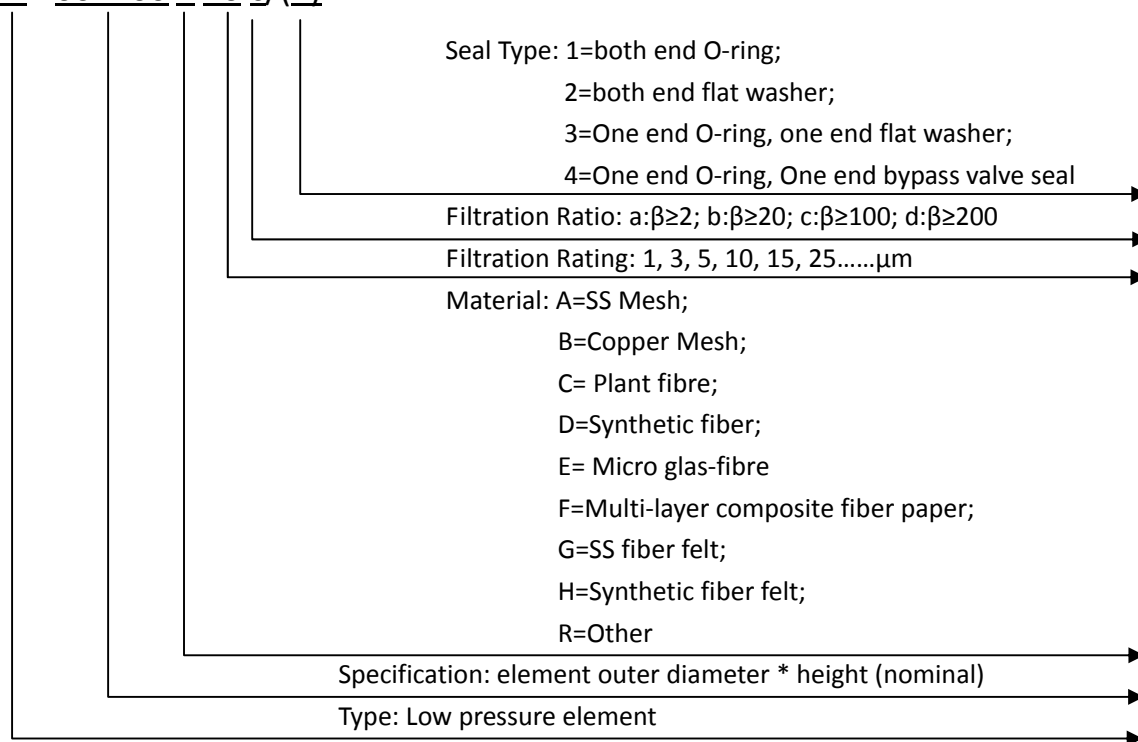 Seal Type: 1=both end O-ring;
2=both end flat washer;
3=One end O-ring, one end flat washer;
4=One end O-ring, One end bypass valve seal
Filtration Ratio: a:β≥2; b:β≥20; c:β≥100; d:β≥200
Filtration Rating: 1, 3, 5, 10, 15, 25……μm
Material: A=SS Mesh;
B=Copper Mesh;
C= Plant fibre;
D=Synthetic fiber;
E= Micro glas-fibre
F=Multi-layer composite fiber paper;
G=SS fiber felt;
H=Synthetic fiber felt;
R=Other
Specification: element outer diameter * height (nominal)
Type: Low pressure element